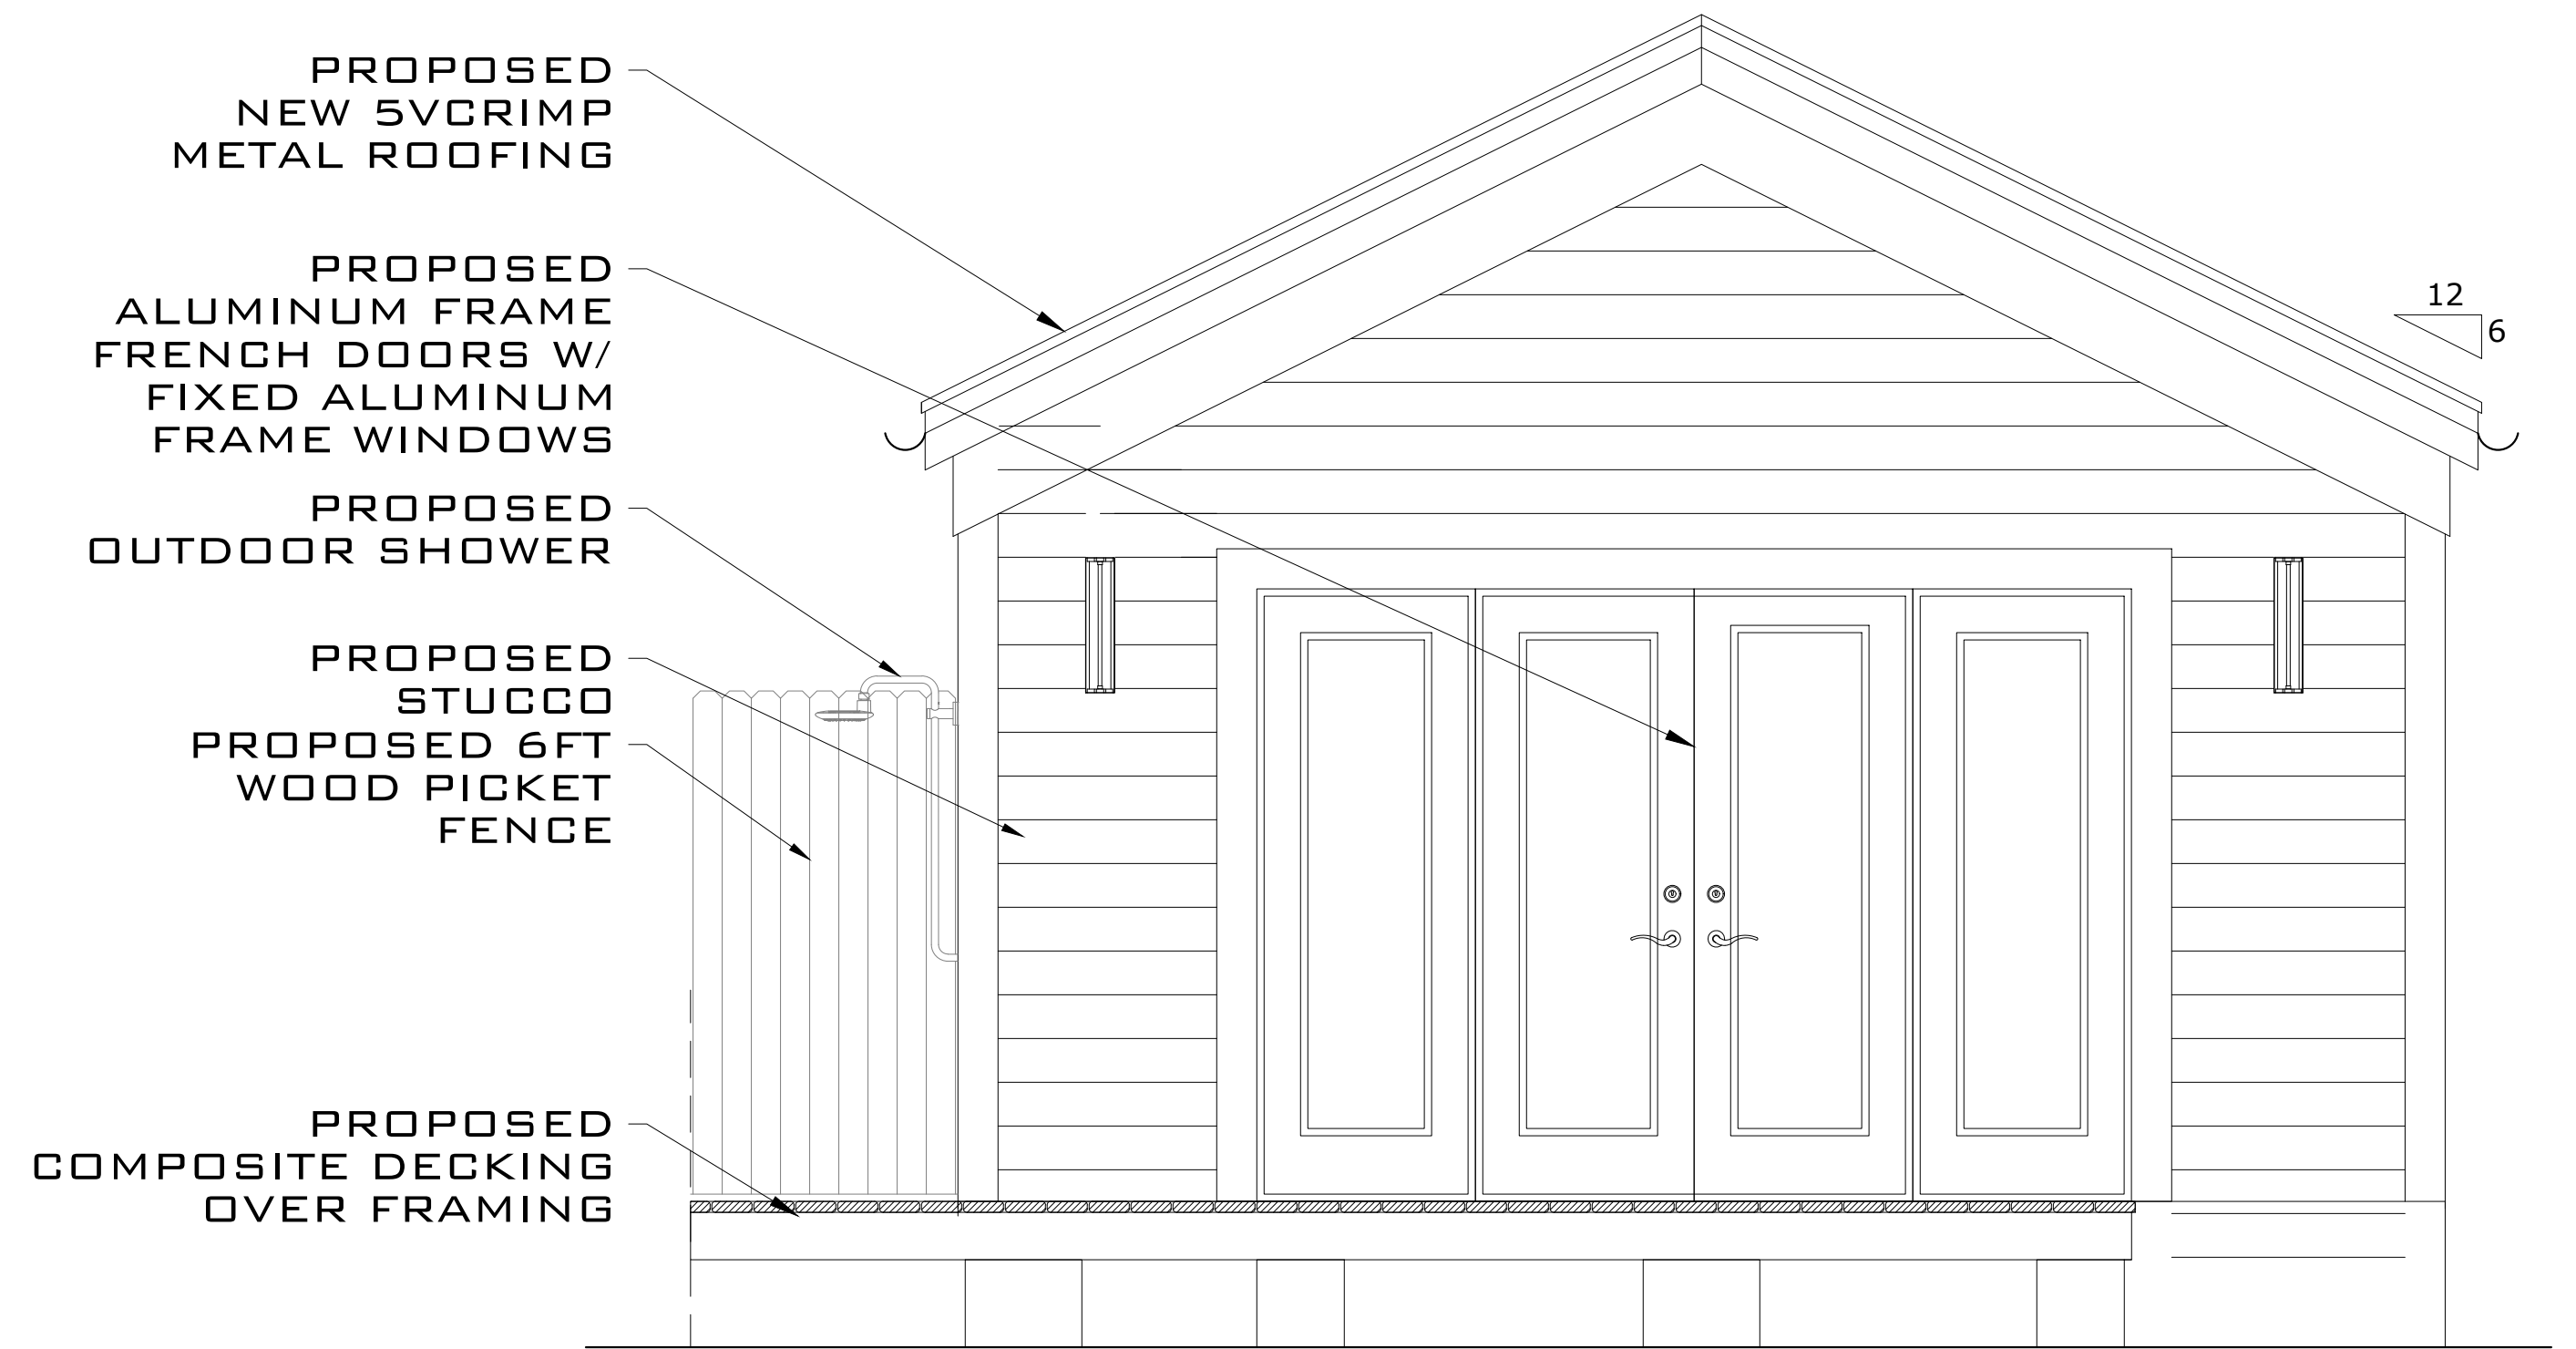 PROPOSED
NEW 5VCRIMP
METAL ROOFING
PROPOSED
ALUMINUM FRAME
FRENCH DOORS W/
FIXED ALUMINUM
FRAME WINDOWS
12
6
PROPOSED
OUTDOOR SHOWER
PROPOSED
STUCCO
PROPOSED 6FT
WOOD PICKET
FENCE
PROPOSED
COMPOSITE DECKING
OVER FRAMING